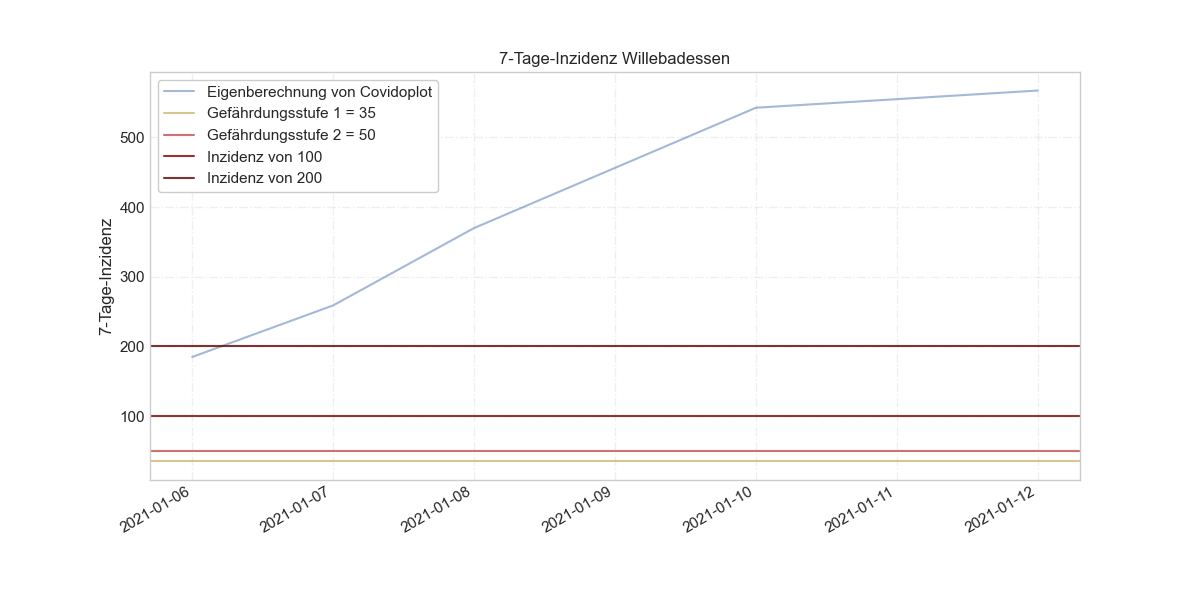 7-Tage-Inzidenz Willebadessen
Eigenberechnung von Covidoplot
Gefährdungsstufe 1 = 35
Gefährdungsstufe 2 = 50
Inzidenz von 100
Inzidenz von 200
7-Tage-Inzidenz
500
400
300
200
100
2021-01-06
2021-01-07
2021-01-08
2021-01-09
2021-01-10
2021-01-11
2021-01-12